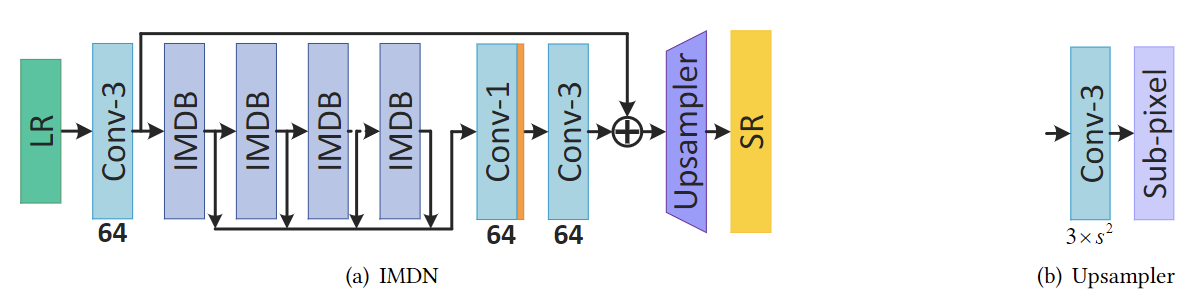 LR
Conv-3
64
IMDB
IMDB
IMDB
IMDB
Conv-1
64
Conv-3
64
Upsampler
SR
(a) IMDN
Conv-3
3×s²
Sub-pixel
(b) Upsampler